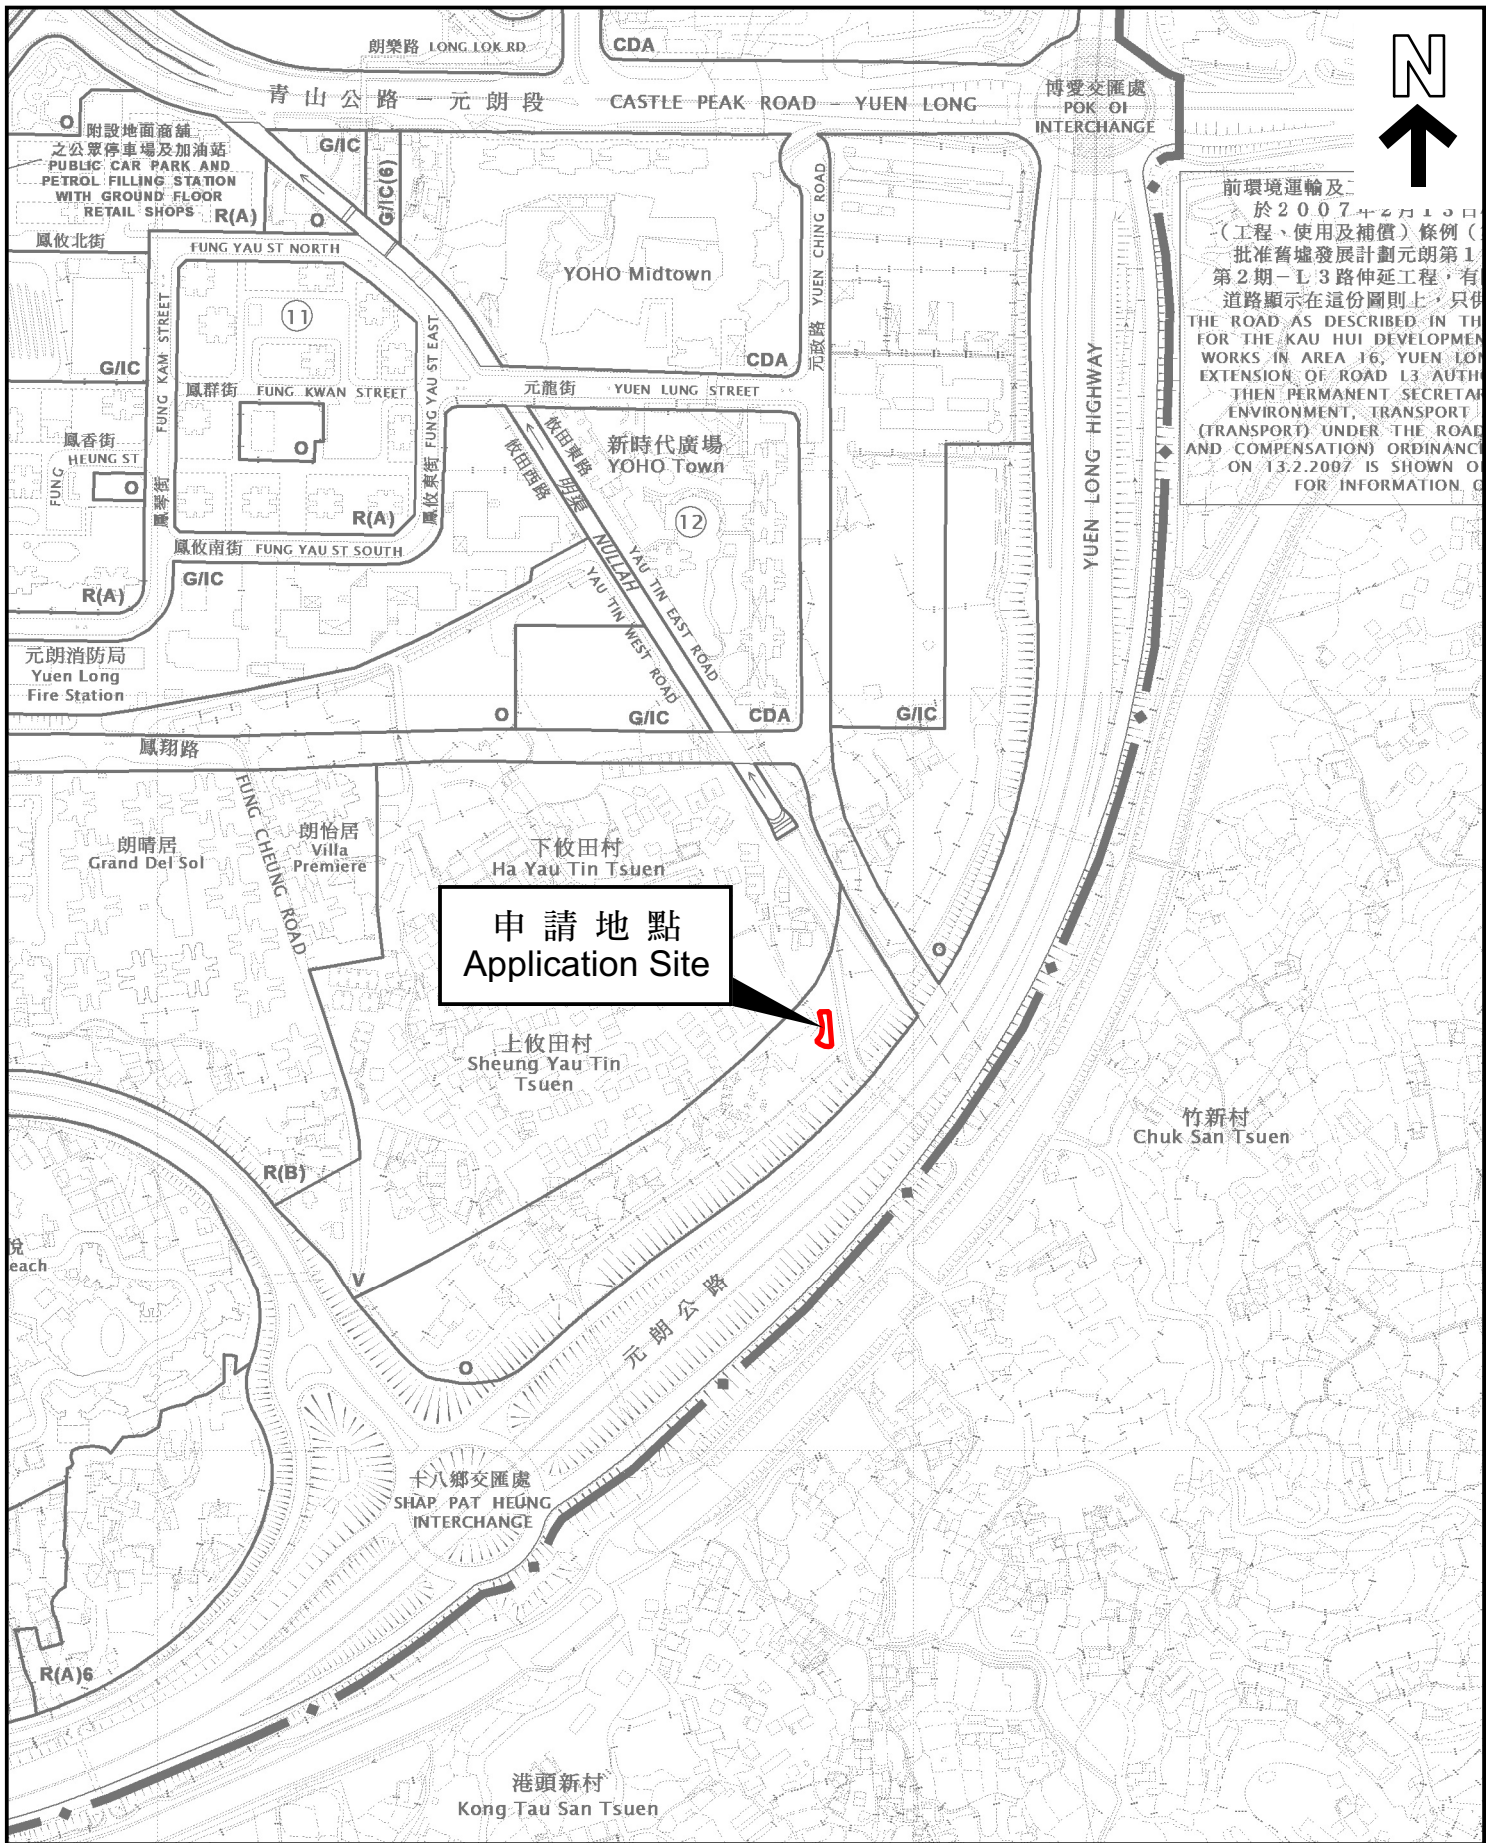 朗樂路 LONG LOK RD
CDA
N
青山公路－元朗段 CASTLE PEAK ROAD – YUEN LONG
博愛交匯處
POK OI
INTERCHANGE
O
附設地面商舖
之公眾停車場及加油站
PUBLIC CAR PARK AND
PETROL FILLING STATION
WITH GROUND FLOOR
RETAIL SHOPS
R(A)
O
G/IC
G/IC(6)
鳳攸北街
FUNG YAU ST NORTH
YOHO Midtown
CDA
元政路 YUEN CHING ROAD
前環境運輸及
於2007年2月13日
（工程、使用及補償）條例（
批准舊墟發展計劃元朗第1
第2期－L3路伸延工程，有
道路顯示在這份圖則上，只供
THE ROAD AS DESCRIBED IN TH
FOR THE KAU HUI DEVELOPMEN
WORKS IN AREA 16, YUEN LON
EXTENSION OF ROAD L3 AUTHO
THEN PERMANENT SECRETAR
ENVIRONMENT, TRANSPORT
(TRANSPORT) UNDER THE ROAD
AND COMPENSATION) ORDINANCE
ON 13.2.2007 IS SHOWN O
FOR INFORMATION O
11
G/IC
鳳琴街 FUNG KAM STREET
鳳群街 FUNG KWAN STREET
O
R(A)
鳳攸東街 FUNG YAU ST EAST
元龍街 YUEN LUNG STREET
鳳香街
HEUNG ST
FUNG
O
新時代廣場
YOHO Town
攸田東路
攸田西路
明渠
NULLAH
YAU TIN EAST ROAD
YAU TIN WEST ROAD
12
YUEN LONG HIGHWAY
鳳攸南街 FUNG YAU ST SOUTH
G/IC
R(A)
元朗消防局
Yuen Long
Fire Station
O
G/IC
CDA
G/IC
鳳翔路
FUNG CHEUNG ROAD
朗晴居
Grand Del Sol
朗怡居
Villa
Premiere
下攸田村
Ha Yau Tin Tsuen
申請地點
Application Site
O
上攸田村
Sheung Yau Tin
Tsuen
竹新村
Chuk San Tsuen
R(B)
V
悅
each
O
元朗公路
十八鄉交匯處
SHAP PAT HEUNG
INTERCHANGE
R(A)6
港頭新村
Kong Tau San Tsuen